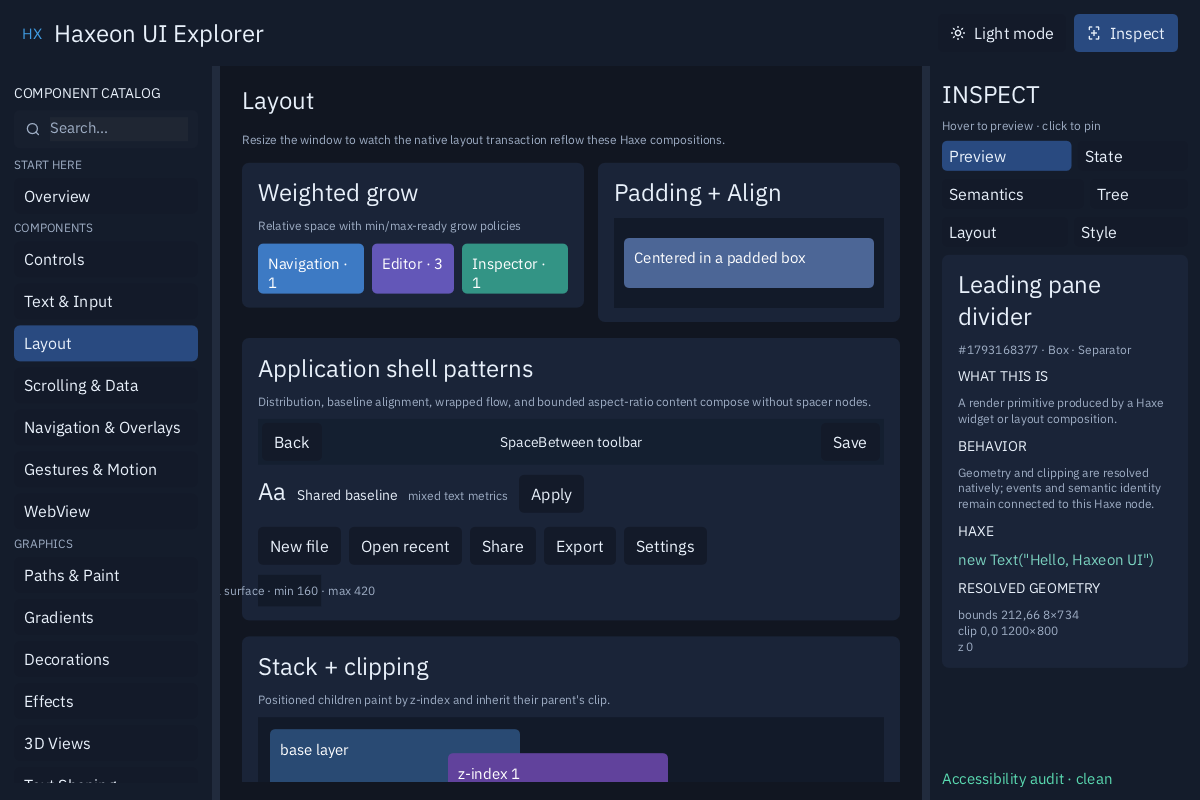 HX Haxeon UI Explorer
Light mode
Inspect
COMPONENT CATALOG
Search...
START HERE
Overview
COMPONENTS
Controls
Text & Input
Layout
Scrolling & Data
Navigation & Overlays
Gestures & Motion
WebView
GRAPHICS
Paths & Paint
Gradients
Decorations
Effects
3D Views
Layout
Resize the window to watch the native layout transaction reflow these Haxe compositions.
Weighted grow
Relative space with min/max-ready grow policies
Navigation ·
1
Editor · 3
Inspector ·
1
Padding + Align
Centered in a padded box
Application shell patterns
Distribution, baseline alignment, wrapped flow, and bounded aspect-ratio content compose without spacer nodes.
Back
SpaceBetween toolbar
Save
Aa Shared baseline mixed text metrics Apply
New file
Open recent
Share
Export
Settings
surface · min 160 · max 420
Stack + clipping
Positioned children paint by z-index and inherit their parent's clip.
base layer
z-index 1
INSPECT
Hover to preview · click to pin
Preview
State
Semantics
Tree
Layout
Style
Leading pane
divider
#1793168377 · Box · Separator
WHAT THIS IS
A render primitive produced by a Haxe
widget or layout composition.
BEHAVIOR
Geometry and clipping are resolved
natively; events and semantic identity
remain connected to this Haxe node.
HAXE
new Text("Hello, Haxeon UI")
RESOLVED GEOMETRY
bounds 212,66 8×734
clip 0,0 1200×800
z 0
Accessibility audit · clean